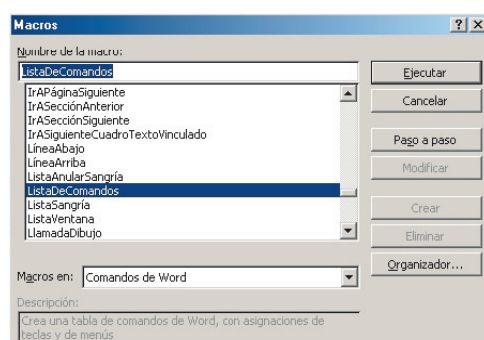 Macros
Nombre de la macro:
ListaDeComandos
IrAPáginaSiguiente
IrASecciónAnterior
IrASecciónSiguiente
IrASiguienteCuadroTextoVinculado
LíneaAbajo
LíneaArriba
ListaAnularSangría
ListaDeComandos
ListaSangría
ListaVentana
LlamadaDibujo
Ejecutar
Cancelar
Paso a paso
Modificar
Crear
Eliminar
Organizador...
Macros en: Comandos de Word
Descripción:
Crea una tabla de comandos de Word, con asignaciones de
teclas y de menús